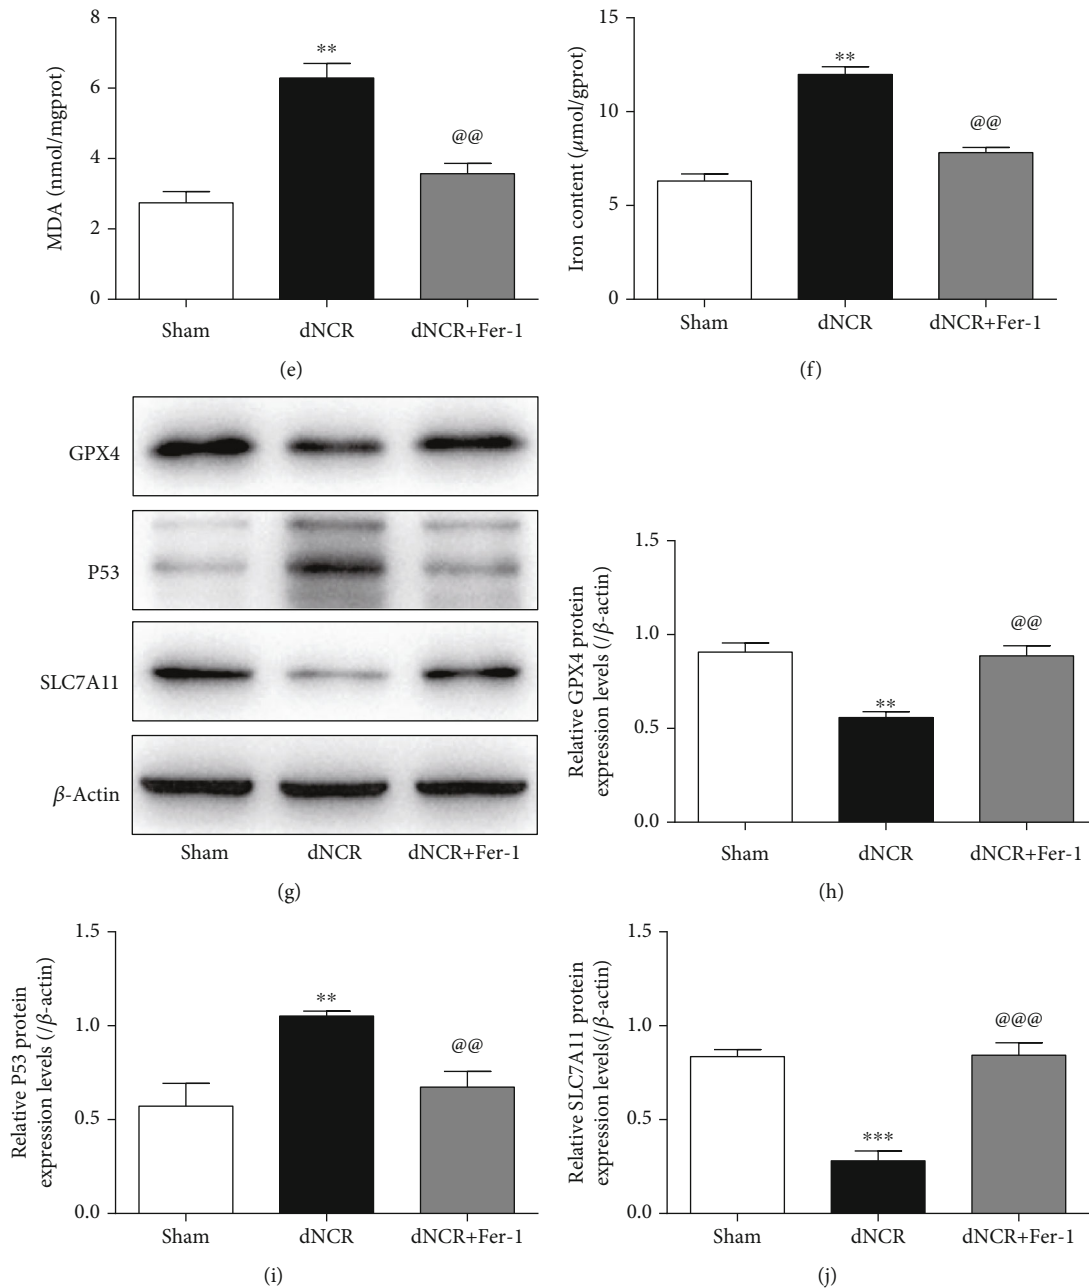 8
6
4
2
0
MDA (nmol/mgprot)
**
@@
Sham dNCR dNCR+Fer-1
(e)
15
10
5
0
Iron content (μmol/gprot)
**
@@
Sham dNCR dNCR+Fer-1
(f)
GPX4
P53
SLC7A11
β-Actin
Sham dNCR dNCR+Fer-1
(g)
1.5
1.0
0.5
0.0
Relative GPX4 protein
expression levels (/β-actin)
**
@@
Sham dNCR dNCR+Fer-1
(h)
1.5
1.0
0.5
0.0
Relative P53 protein
expression levels (/β-actin)
**
@@
Sham dNCR dNCR+Fer-1
(i)
1.5
1.0
0.5
0.0
Relative SLC7A11 protein
expression levels(/β-actin)
***
@@@
Sham dNCR dNCR+Fer-1
(j)